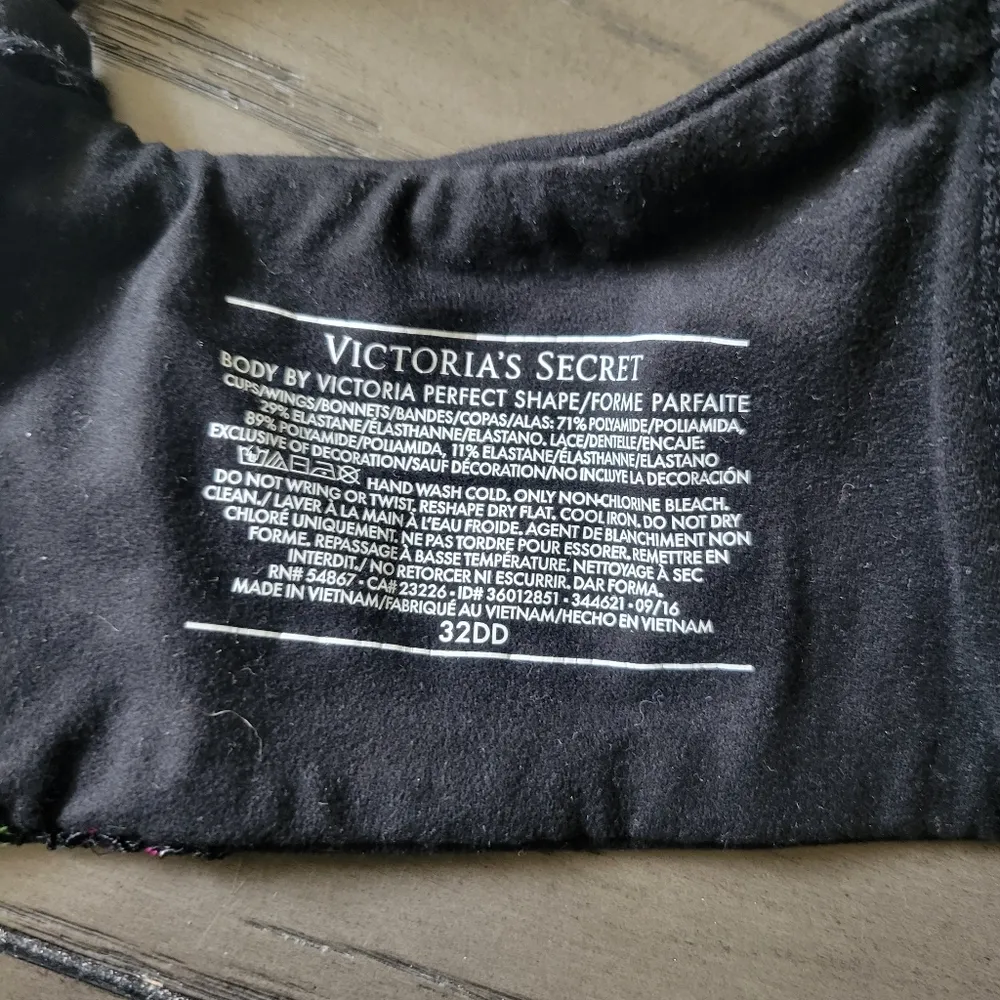 VICTORIA'S SECRET
BODY BY VICTORIA PERFECT SHAPE/FORME PARFAITE
CUPS/WINGS/BONNETS/BANDES/COPAS/ALAS: 71% POLYAMIDE/POLIAMIDA,
29% ELASTANE/ÉLASTHANNE/ELASTANO. LACE/DENTELLE/ENCAJE:
89% POLYAMIDE/POLIAMIDA, 11% ELASTANE/ÉLASTHANNE/ELASTANO
EXCLUSIVE OF DECORATION/SAUF DÉCORATION/NO INCLUYE LA DECORACIÓN
HAND WASH COLD. ONLY NON-CHLORINE BLEACH.
DO NOT WRING OR TWIST. RESHAPE DRY FLAT. COOL IRON. DO NOT DRY
CLEAN./ LAVER À LA MAIN À L'EAU FROIDE. AGENT DE BLANCHIMENT NON
CHLORÉ UNIQUEMENT. NE PAS TORDRE POUR ESSORER. REMETTRE EN
FORME. REPASSAGE À BASSE TEMPÉRATURE. NETTOYAGE À SEC
INTERDIT./ NO RETORCER NI ESCURRIR. DAR FORMA.
RN# 54867 - CA# 23226 - ID# 36012851 - 344621 - 09/16
MADE IN VIETNAM/FABRIQUÉ AU VIETNAM/HECHO EN VIETNAM
32DD